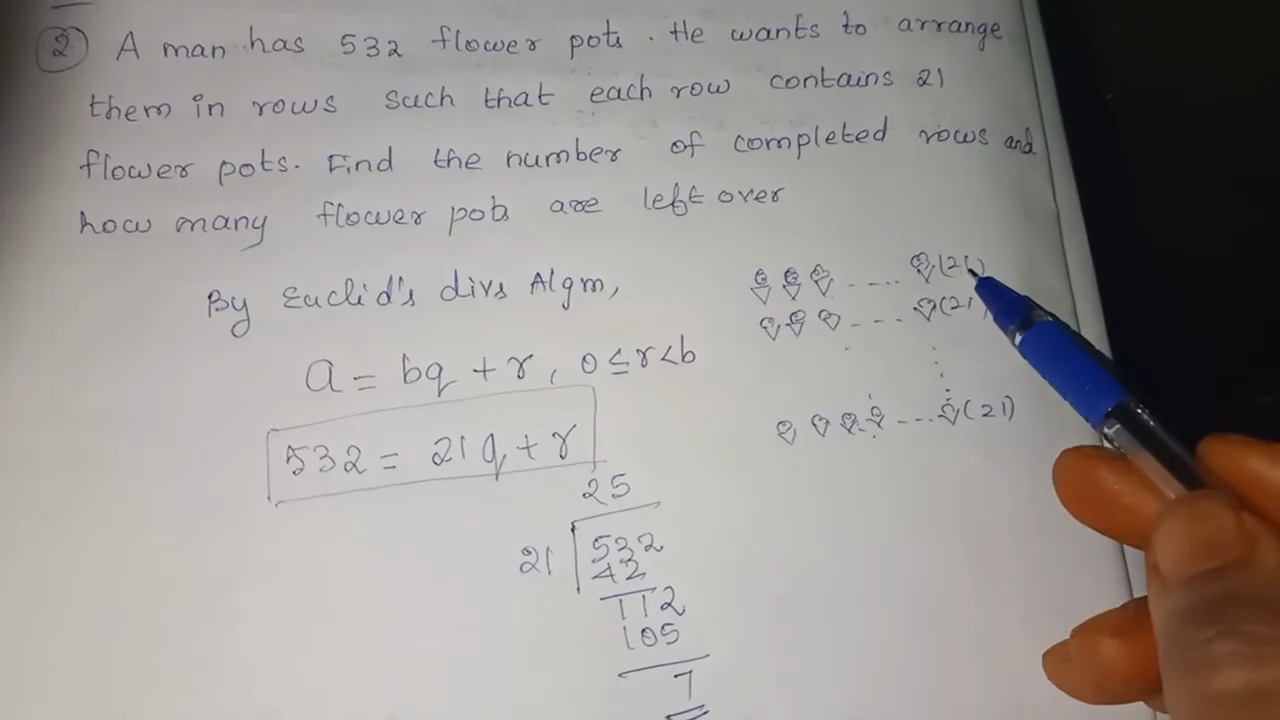 2 A man has 532 flower pots. He wants to arrange
them in rows such that each row contains 21
flower pots. Find the number of completed rows and
how many flower pots are left over
By Euclid's divs Algm,
a = bq + r, 0 ≤ r < b
532 = 21q + r
.... (21)
... (21)
... (21)
25
21 532
42
112
105
7